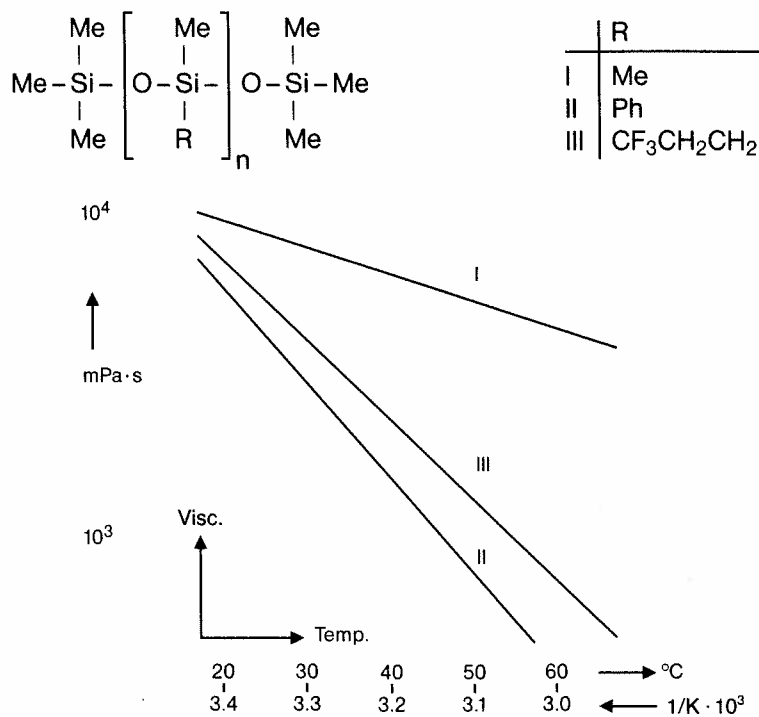 Me Me Me R
Me–Si–[O–Si–]O–Si–Me
Me R n Me
I Me
II Ph
III CF₃CH₂CH₂
10⁴
I
mPa·s
III
10³
Visc.
II
Temp.
20 30 40 50 60 °C
3.4 3.3 3.2 3.1 3.0 1/K · 10³